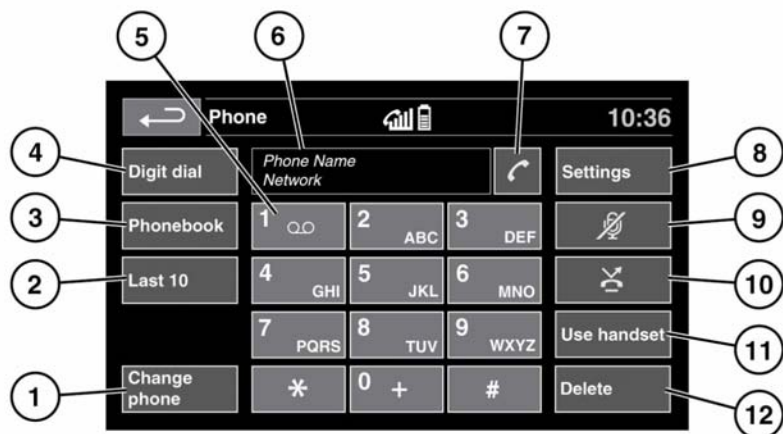 5
6
7
Phone
10:36
4
Digit dial
Phone Name
Network
Settings
8
3
Phonebook
1
2 ABC
3 DEF
9
2
Last 10
4 GHI
5 JKL
6 MNO
10
7 PQRS
8 TUV
9 WXYZ
Use handset
11
1
Change
phone
*
0 +
#
Delete
12